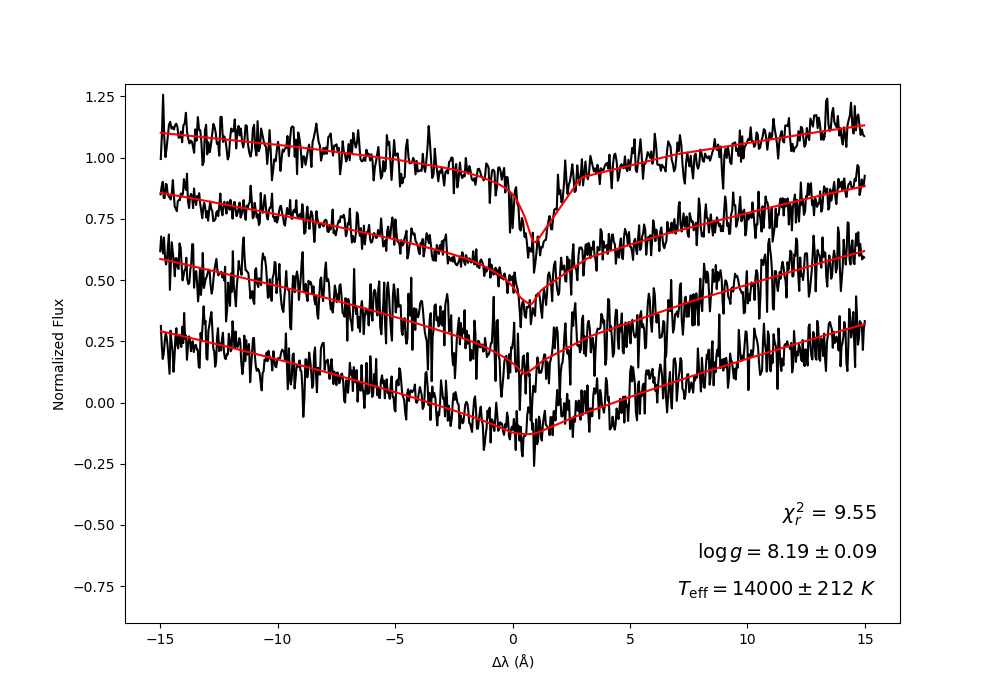 1.25
1.00
0.75
0.50
0.25
0.00
−0.25
−0.50
−0.75
Normalized Flux
χ²ᵣ = 9.55
log g = 8.19 ± 0.09
T_eff = 14000 ± 212 K
−15 −10 −5 0 5 10 15
Δλ (Å)